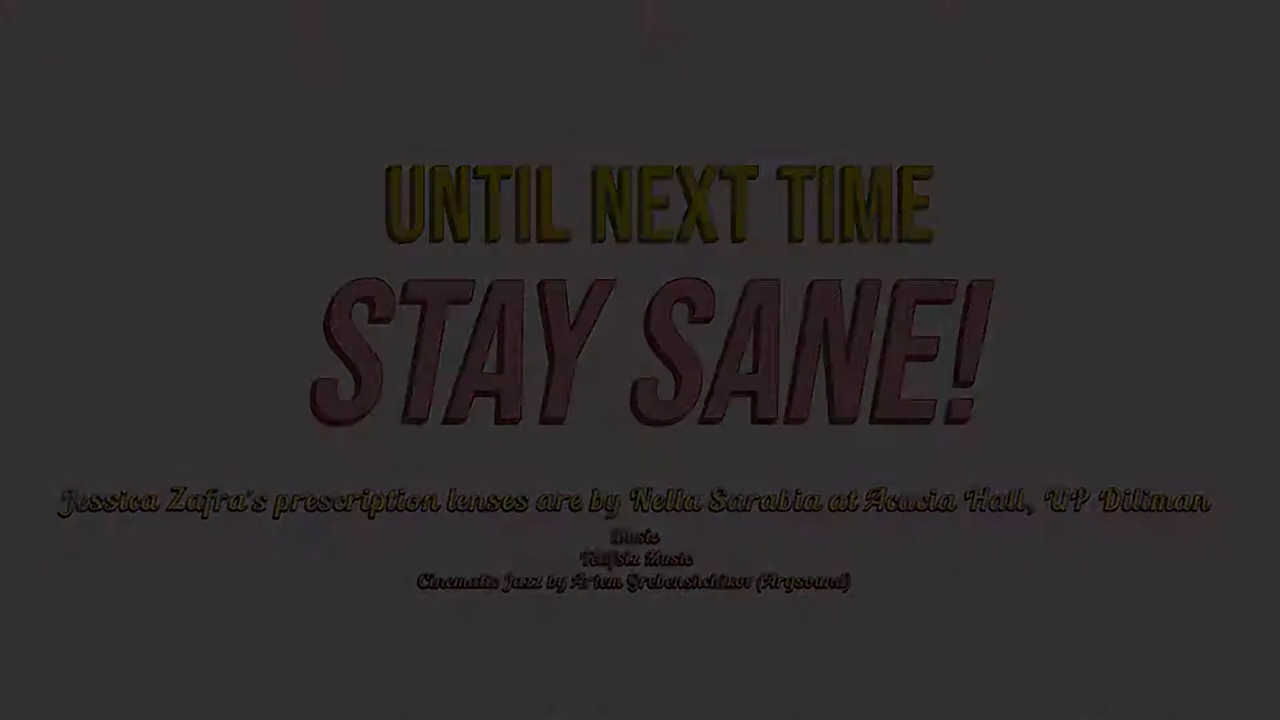 UNTIL NEXT TIME
STAY SANE!
Jessica Zafra's prescription lenses are by Nella Sarabia at Acacia Hall, UP Diliman
Music
Music
Cinematic Jazz by Artem Grebenshchikov (Argsound)